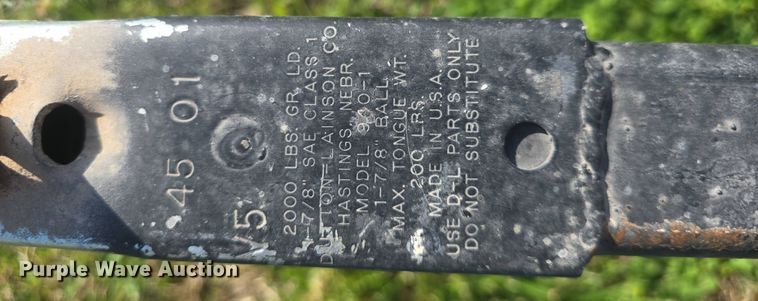 45 01
V5
2000 LBS. GR. LD.
1-7/8" SAE CLASS 1
DUTTON-LAINSON CO.
HASTINGS, NEBR.
MODEL 900-1
1-7/8" BALL
MAX. TONGUE WT.
200 LBS.
MADE IN U.S.A.
USE D-L PARTS ONLY
DO NOT SUBSTITUTE
Purple Wave Auction